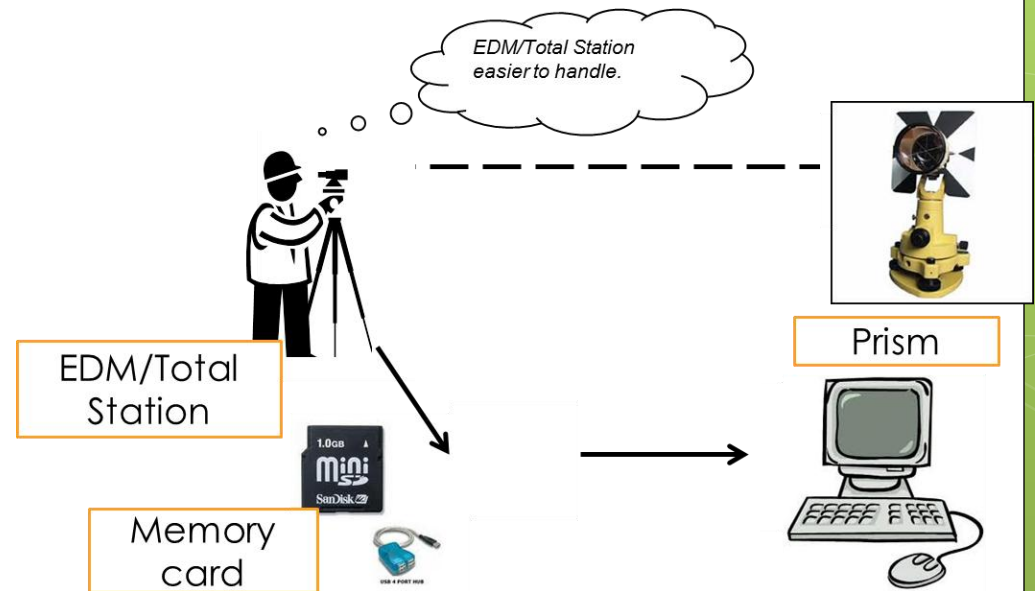 EDM/Total Station
easier to handle.
Prism
EDM/Total
Station
1.0GB
mini
SD
SanDisk
Memory
card
USB 4 PORT HUB